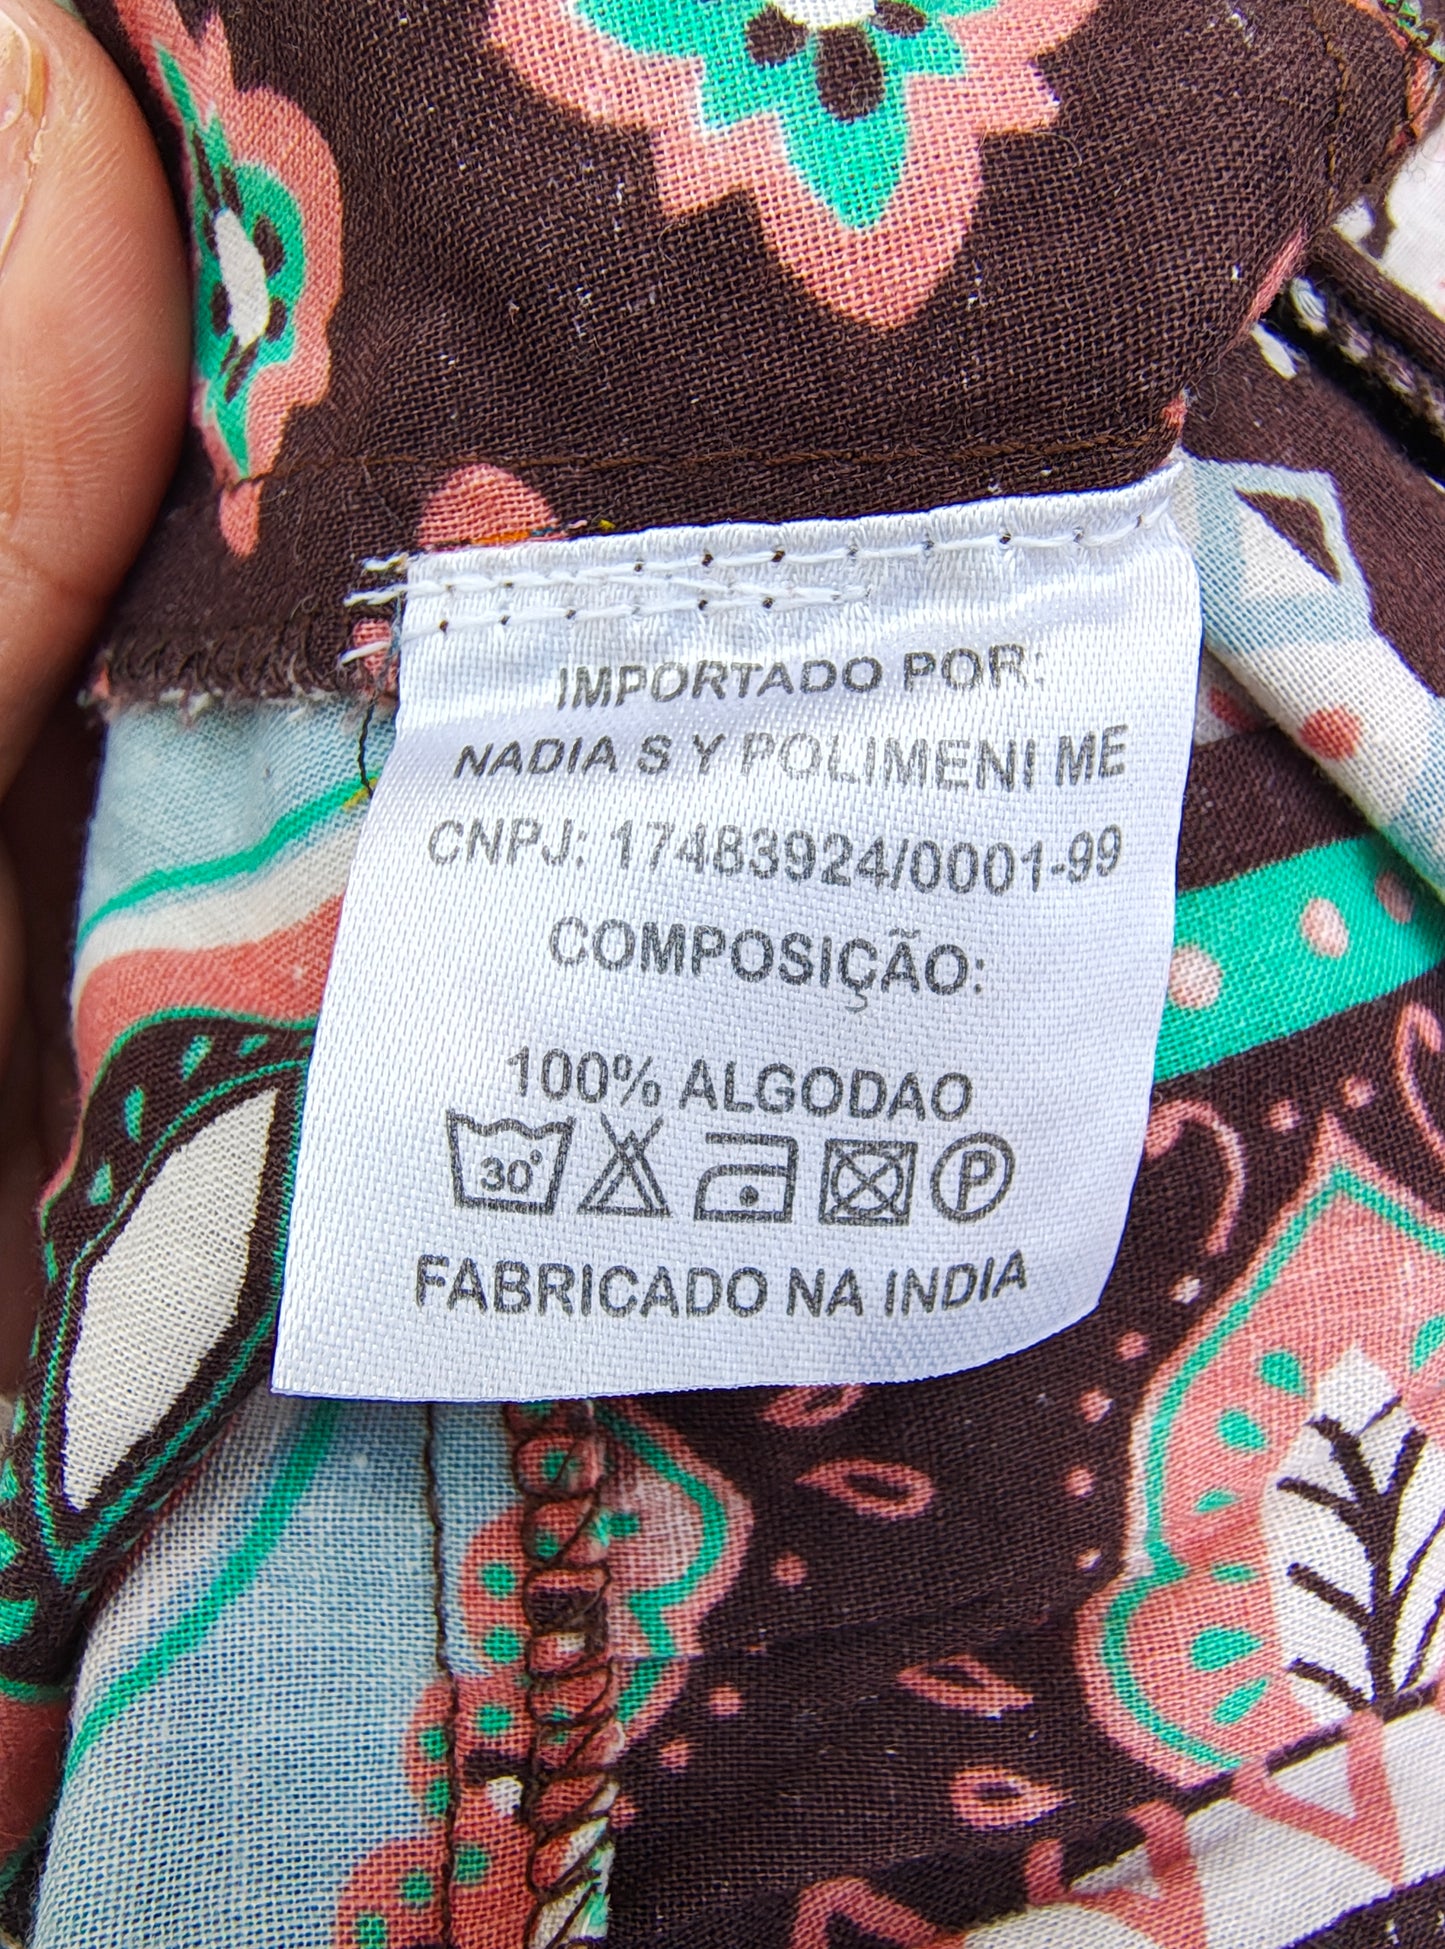 IMPORTADO POR:
NADIA S Y POLIMENI ME
CNPJ: 17483924/0001-99
COMPOSIÇÃO:
100% ALGODAO
30° P
FABRICADO NA INDIA